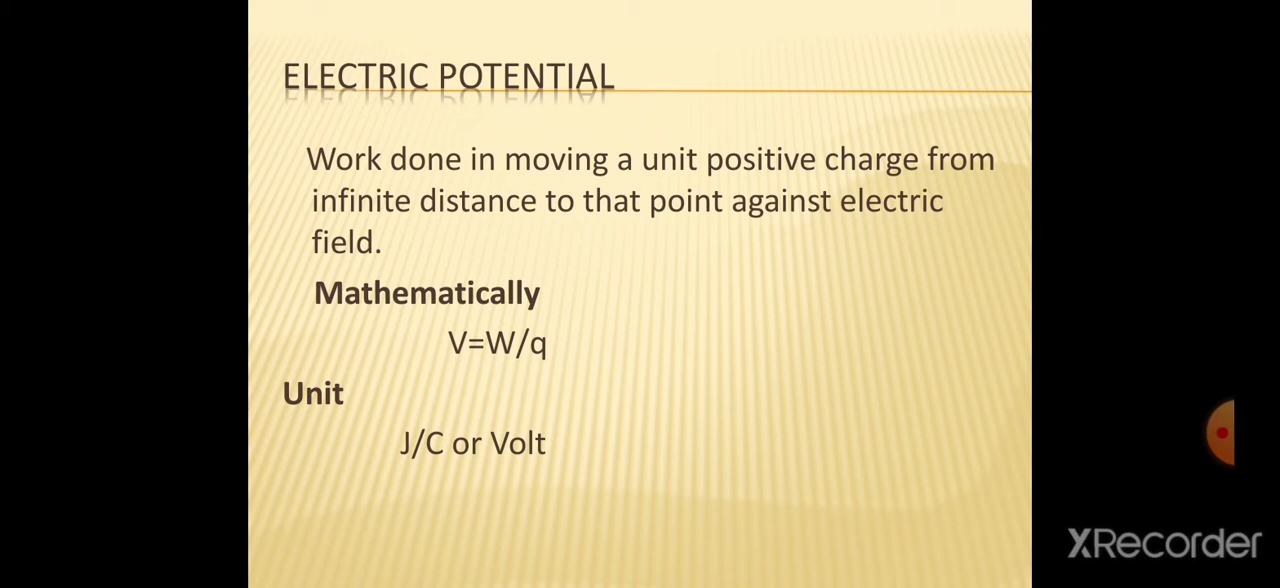 ELECTRIC POTENTIAL
Work done in moving a unit positive charge from
infinite distance to that point against electric
field.
Mathematically
V=W/q
Unit
J/C or Volt
XRecorder